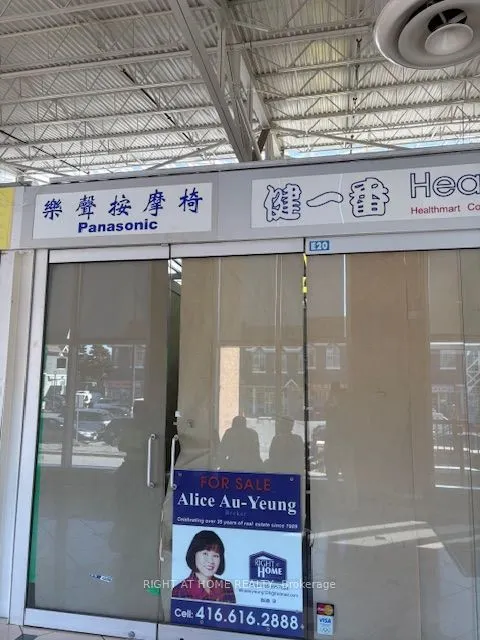 樂聲按摩椅
Panasonic
健一番
Hea
Healthmart Co
E20
FOR SALE
Alice Au-Yeung
Broker
Celebrating over 35 years of real estate since 1989
RIGHT AT
HOME
RIGHT AT HOME REALTY, Brokerage
Cell: 416.616.2888
VISA